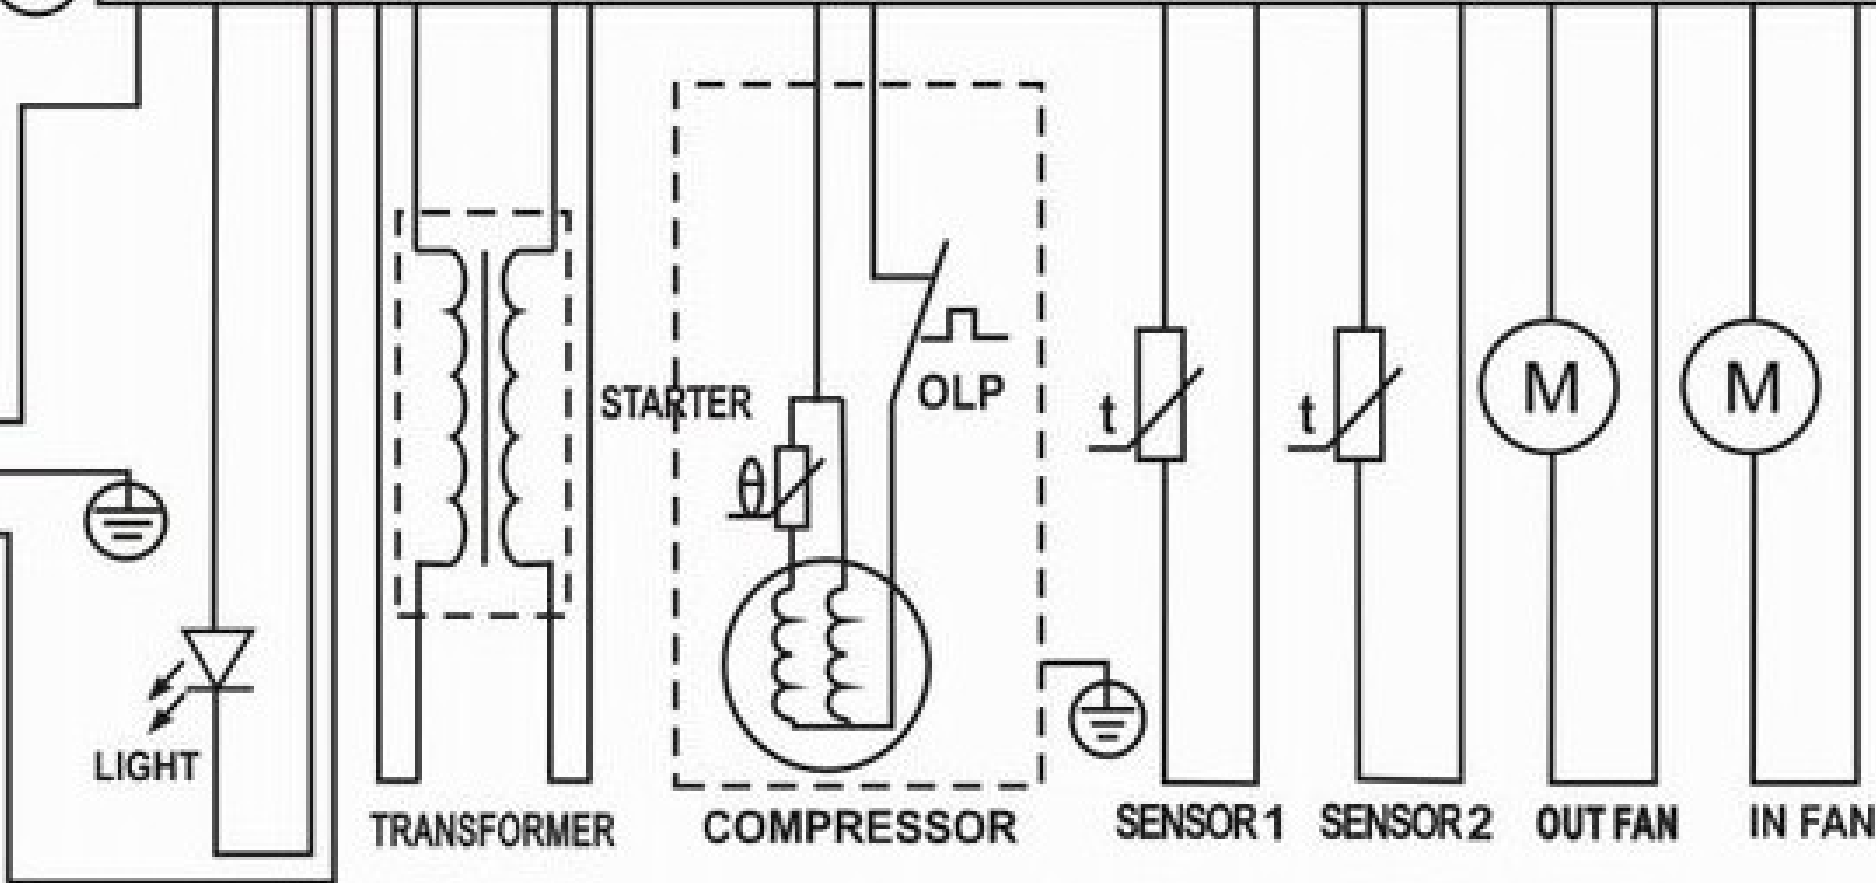 STARTER
OLP
θ
t
t
M
M
LIGHT
TRANSFORMER
COMPRESSOR
SENSOR 1
SENSOR 2
OUT FAN
IN FAN